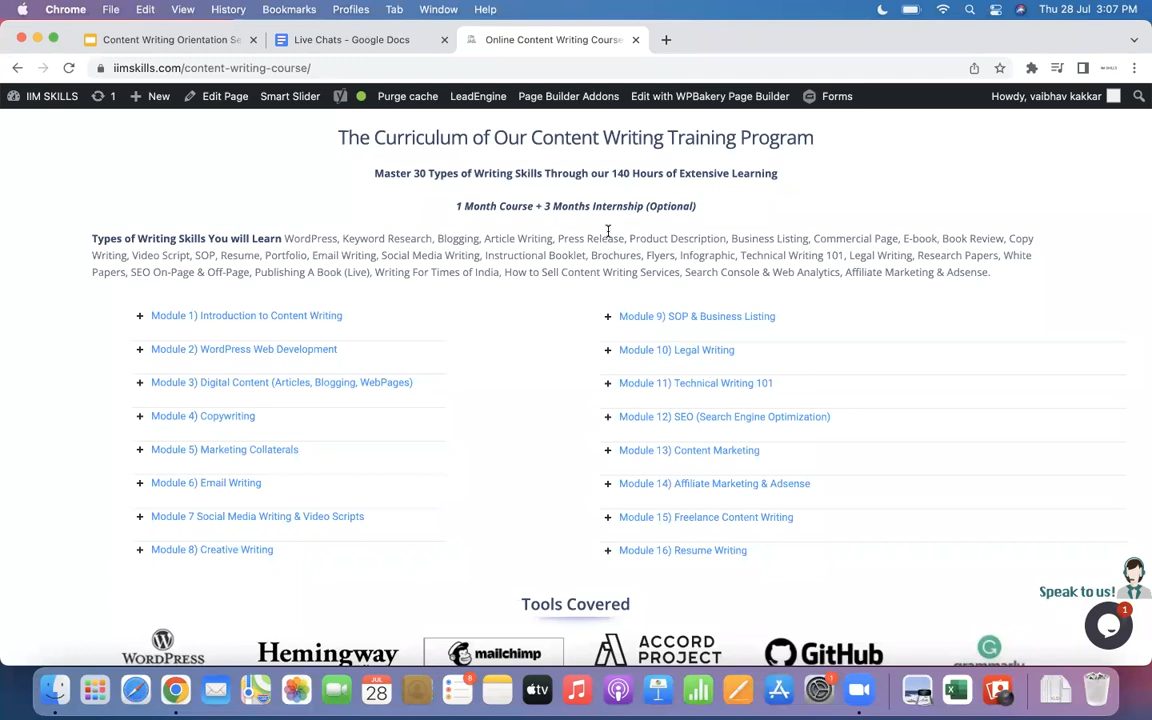 Chrome File Edit View History Bookmarks Profiles Tab Window Help Thu 28 Jul 3:07 PM
Content Writing Orientation Se Live Chats - Google Docs Online Content Writing Course
iimskills.com/content-writing-course/
IIM SKILLS 1 New Edit Page Smart Slider Purge cache LeadEngine Page Builder Addons Edit with WPBakery Page Builder Forms Howdy, vaibhav kakkar
The Curriculum of Our Content Writing Training Program
Master 30 Types of Writing Skills Through our 140 Hours of Extensive Learning
1 Month Course + 3 Months Internship (Optional)
Types of Writing Skills You will Learn WordPress, Keyword Research, Blogging, Article Writing, Press Release, Product Description, Business Listing, Commercial Page, E-book, Book Review, Copy
Writing, Video Script, SOP, Resume, Portfolio, Email Writing, Social Media Writing, Instructional Booklet, Brochures, Flyers, Infographic, Technical Writing 101, Legal Writing, Research Papers, White
Papers, SEO On-Page & Off-Page, Publishing A Book (Live), Writing For Times of India, How to Sell Content Writing Services, Search Console & Web Analytics, Affiliate Marketing & Adsense.
+ Module 1) Introduction to Content Writing
+ Module 2) WordPress Web Development
+ Module 3) Digital Content (Articles, Blogging, WebPages)
+ Module 4) Copywriting
+ Module 5) Marketing Collaterals
+ Module 6) Email Writing
+ Module 7 Social Media Writing & Video Scripts
+ Module 8) Creative Writing
+ Module 9) SOP & Business Listing
+ Module 10) Legal Writing
+ Module 11) Technical Writing 101
+ Module 12) SEO (Search Engine Optimization)
+ Module 13) Content Marketing
+ Module 14) Affiliate Marketing & Adsense
+ Module 15) Freelance Content Writing
+ Module 16) Resume Writing
Speak to us!
1
Tools Covered
WORDPRESS Hemingway mailchimp ACCORD PROJECT GitHub grammarly
JUL
28
8
tv
1